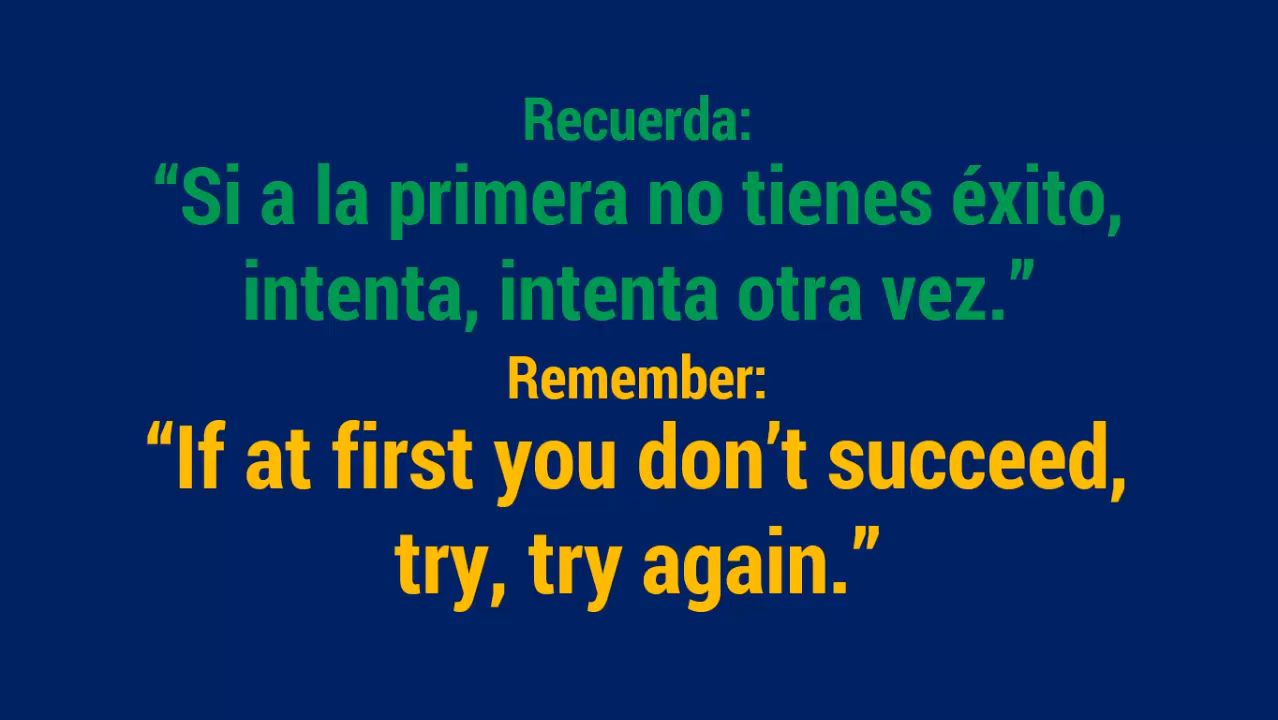 Recuerda:
“Si a la primera no tienes éxito,
intenta, intenta otra vez.”
Remember:
“If at first you don’t succeed,
try, try again.”